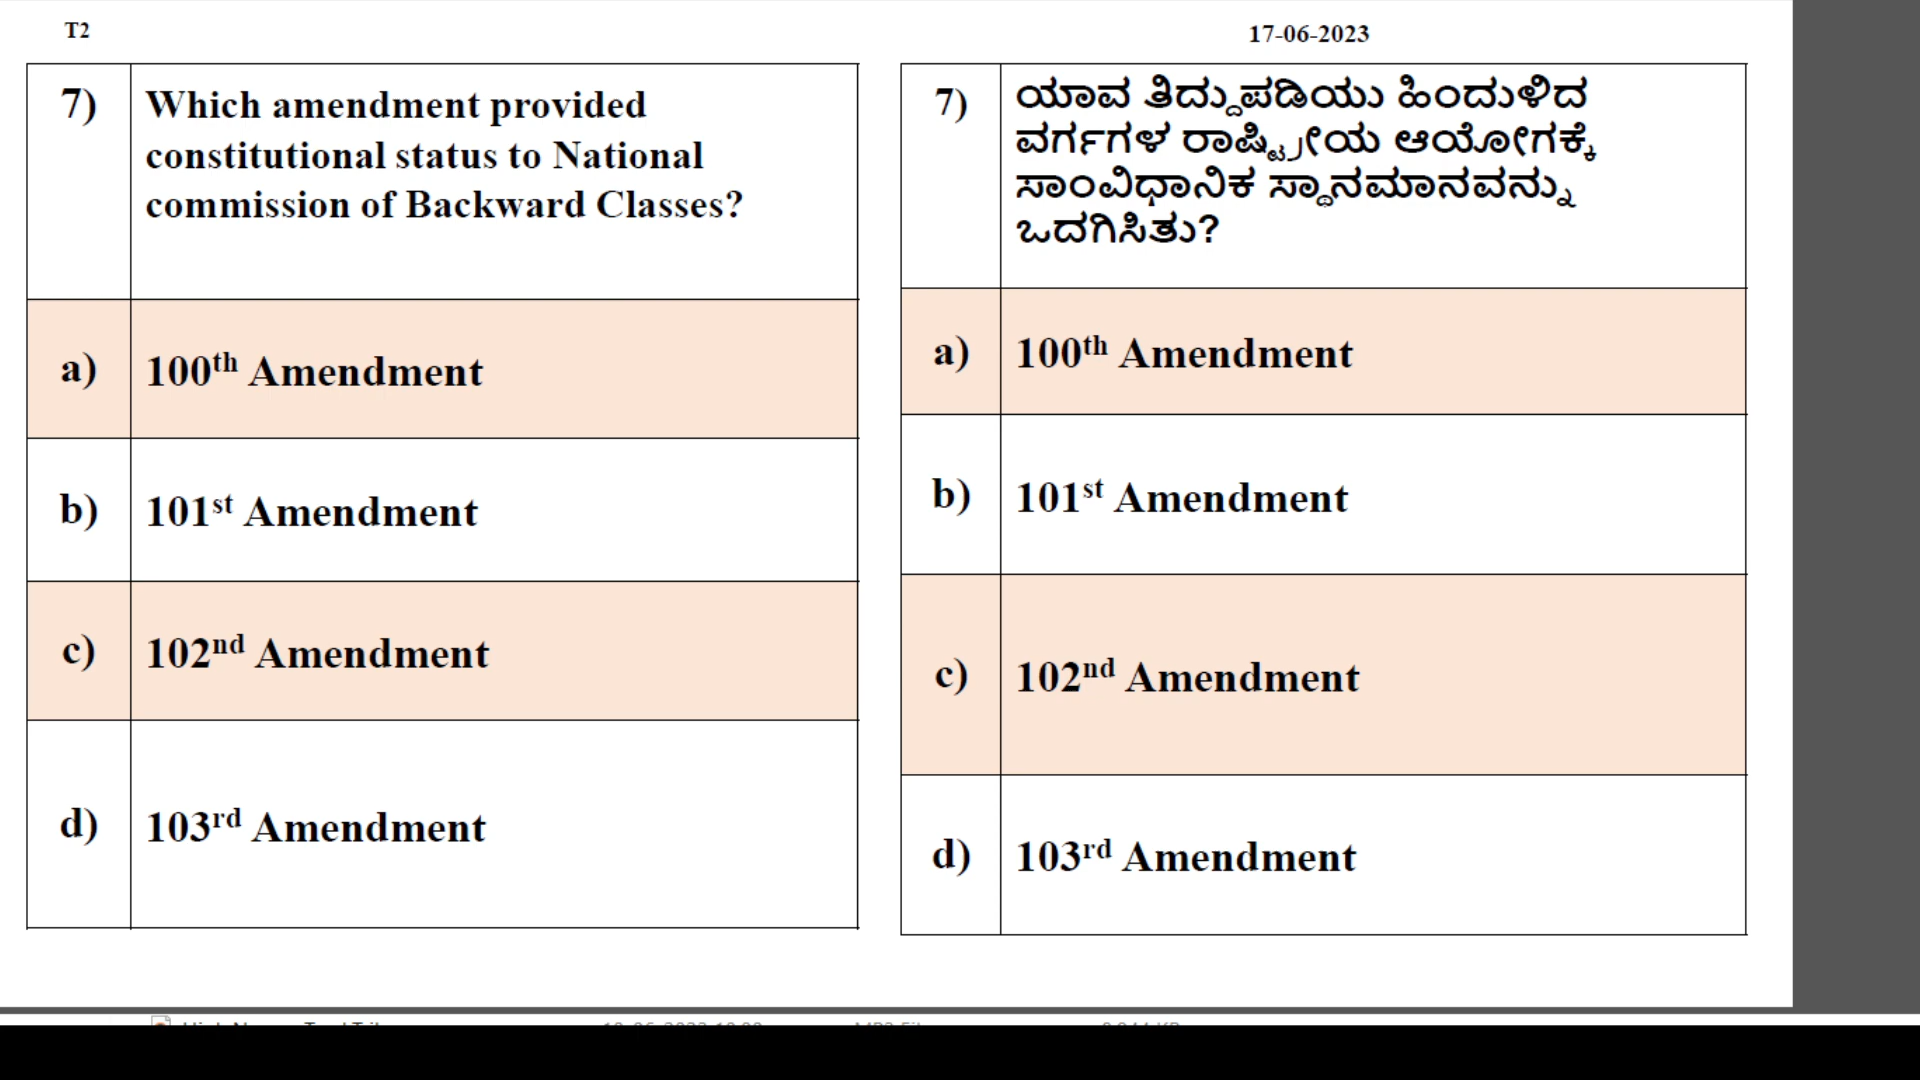 T2
17-06-2023
7)
Which amendment provided
constitutional status to National
commission of Backward Classes?
a)
100th Amendment
b)
101st Amendment
c)
102nd Amendment
d)
103rd Amendment
7)
ಯಾವ ತಿದ್ದುಪಡಿಯು ಹಿಂದುಳಿದ
ವರ್ಗಗಳ ರಾಷ್ಟ್ರೀಯ ಆಯೋಗಕ್ಕೆ
ಸಾಂವಿಧಾನಿಕ ಸ್ಥಾನಮಾನವನ್ನು
ಒದಗಿಸಿತು?
a)
100th Amendment
b)
101st Amendment
c)
102nd Amendment
d)
103rd Amendment